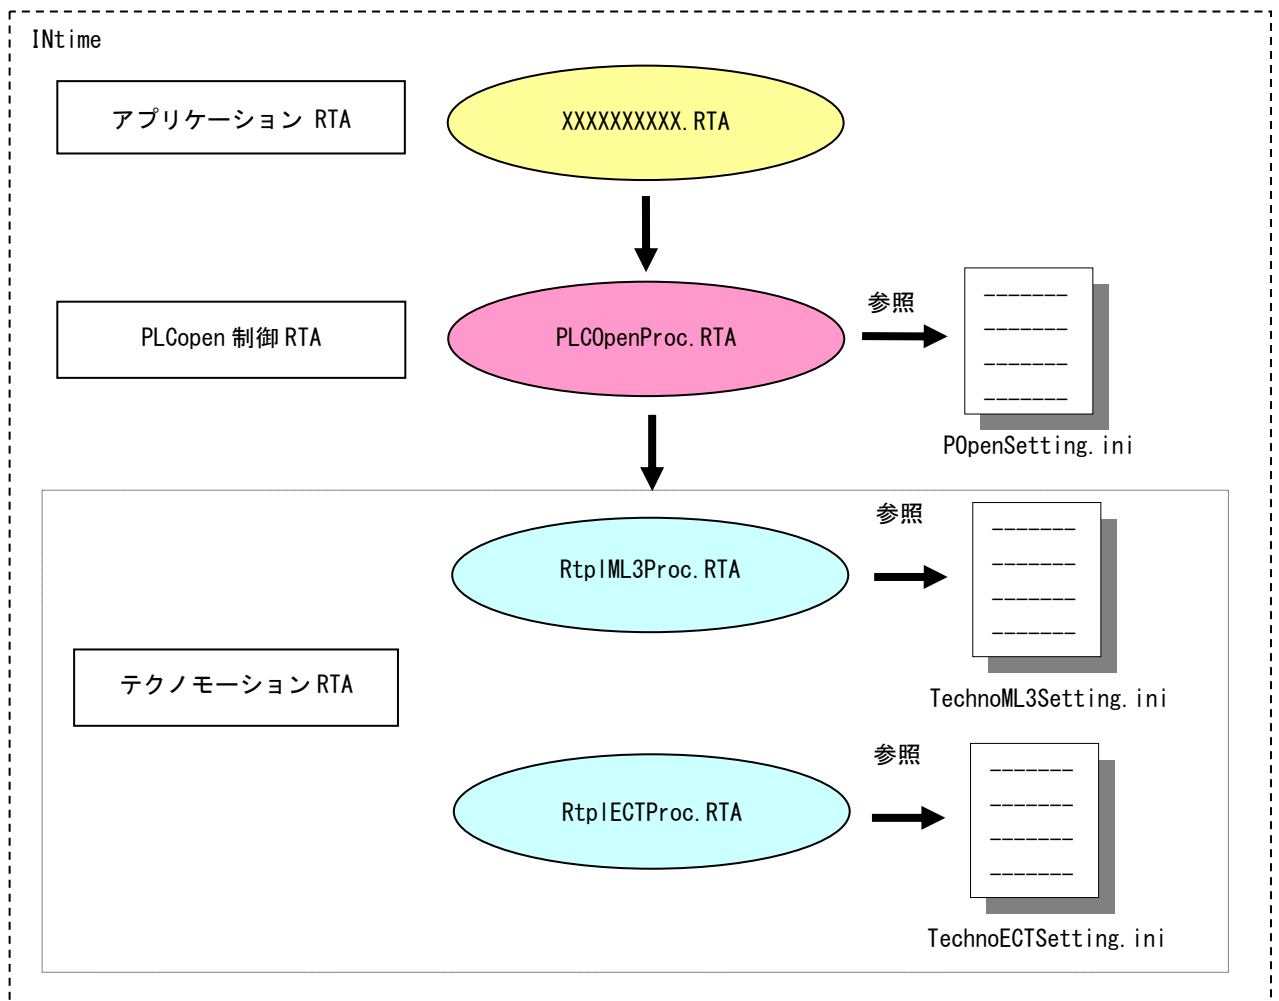 INtime
アプリケーション RTA
XXXXXXXXXX.RTA
PLCopen 制御 RTA
PLCOpenProc.RTA
参照
POpenSetting.ini
テクノモーション RTA
RtplML3Proc.RTA
参照
TechnoML3Setting.ini
RtplECTProc.RTA
参照
TechnoECTSetting.ini